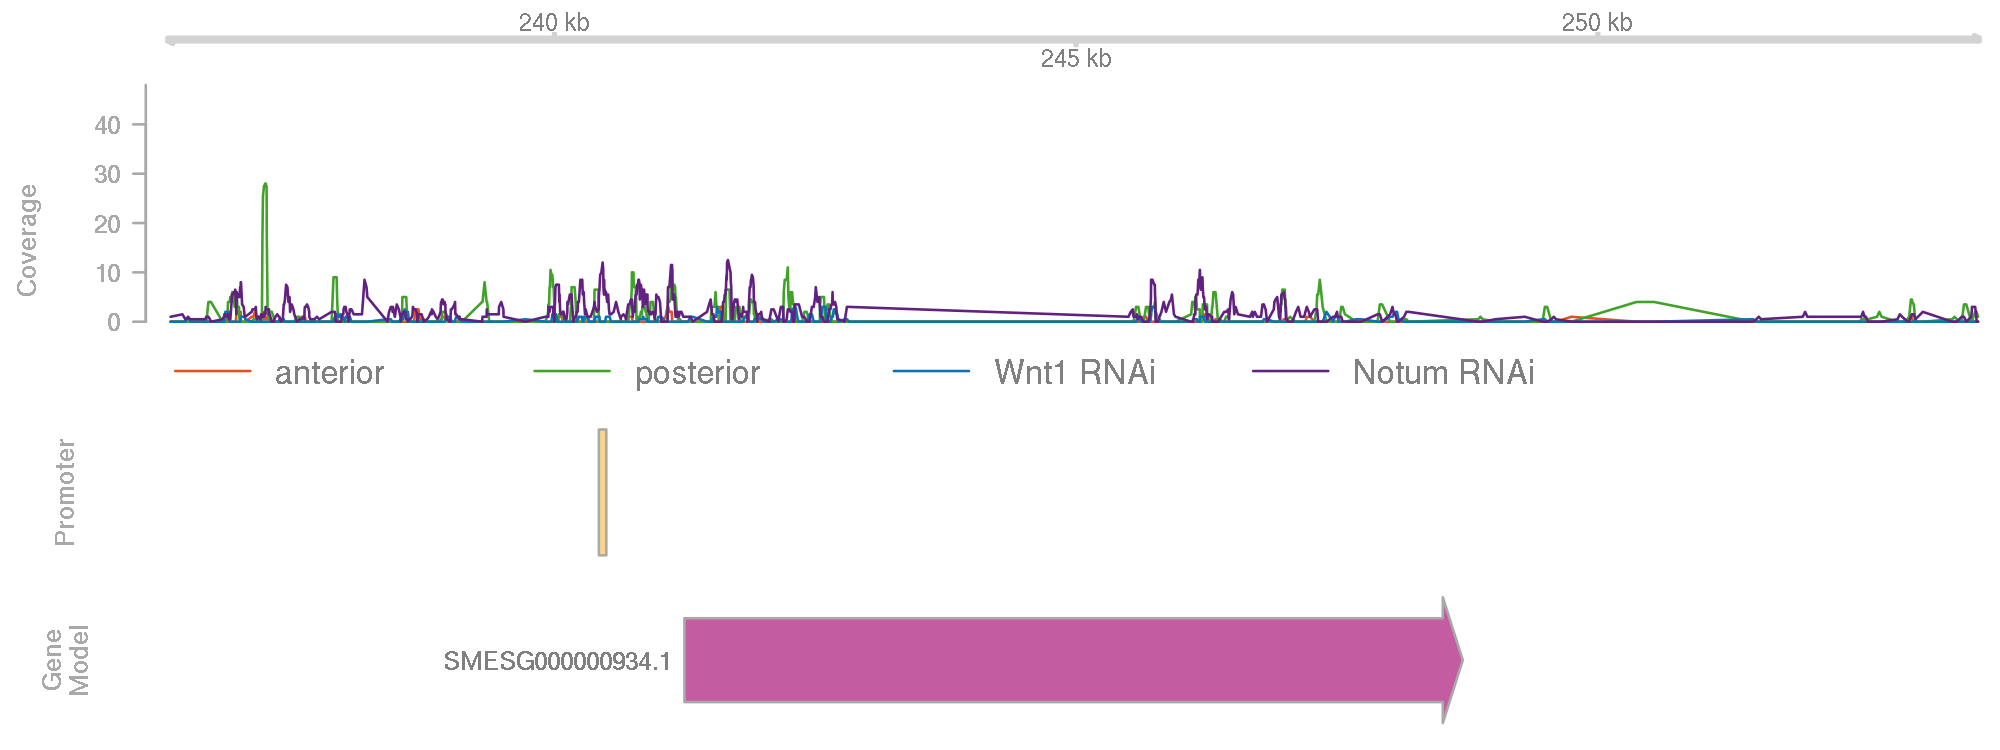 240 kb
250 kb
245 kb
Coverage
40
30
20
10
0
anterior posterior Wnt1 RNAi Notum RNAi
Promoter
Gene
Model
SMESG000000934.1